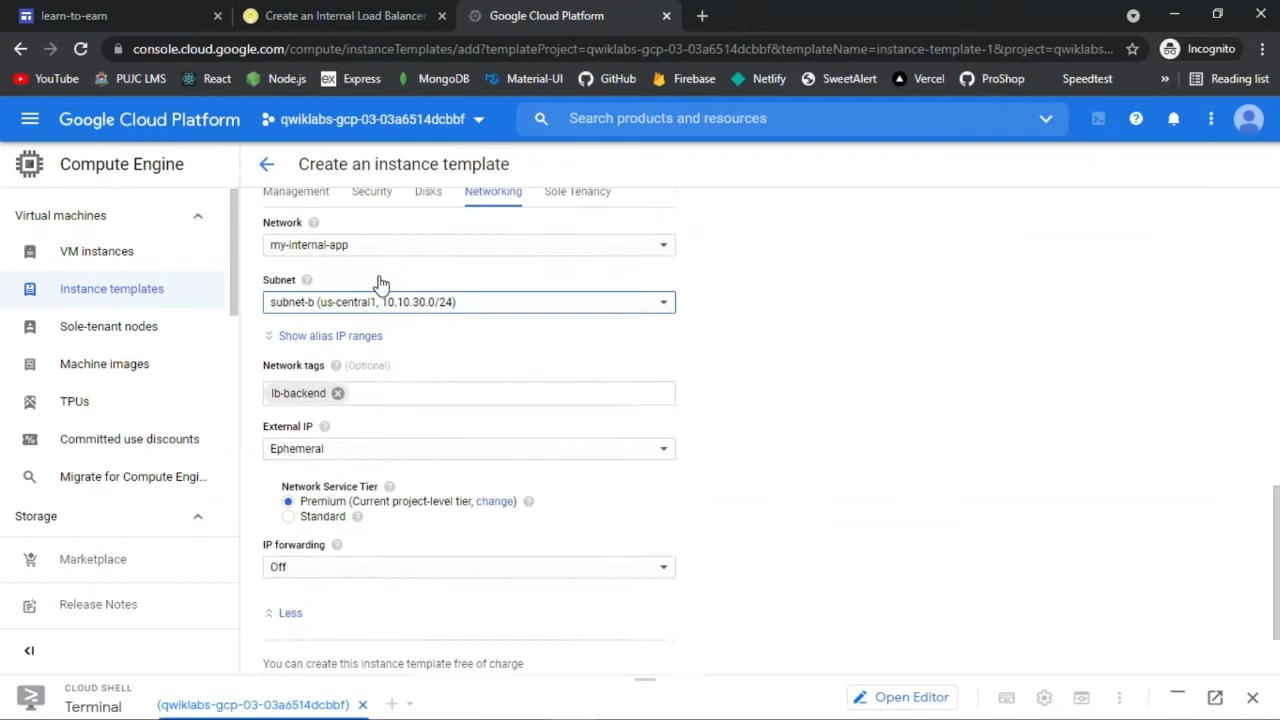 learn-to-earn
Create an Internal Load Balancer
Google Cloud Platform
console.cloud.google.com/compute/instanceTemplates/add?templateProject=qwiklabs-gcp-03-03a6514dcbbf&templateName=instance-template-1&project=qwiklabs...
Incognito
YouTube
PUJC LMS
React
Node.js
ex Express
MongoDB
Material-UI
GitHub
Firebase
Netlify
SweetAlert
Vercel
ProShop
Speedtest
Reading list
Google Cloud Platform
qwiklabs-gcp-03-03a6514dcbbf
Search products and resources
Compute Engine
Create an instance template
Virtual machines
VM instances
Instance templates
Sole-tenant nodes
Machine images
TPUs
Committed use discounts
Migrate for Compute Engi...
Storage
Marketplace
Release Notes
Management
Security
Disks
Networking
Sole Tenancy
Network
my-internal-app
Subnet
subnet-b (us-central1, 10.10.30.0/24)
Show alias IP ranges
Network tags (Optional)
lb-backend
External IP
Ephemeral
Network Service Tier
Premium (Current project-level tier, change)
Standard
IP forwarding
Off
Less
You can create this instance template free of charge
CLOUD SHELL
Terminal
(qwiklabs-gcp-03-03a6514dcbbf)
Open Editor